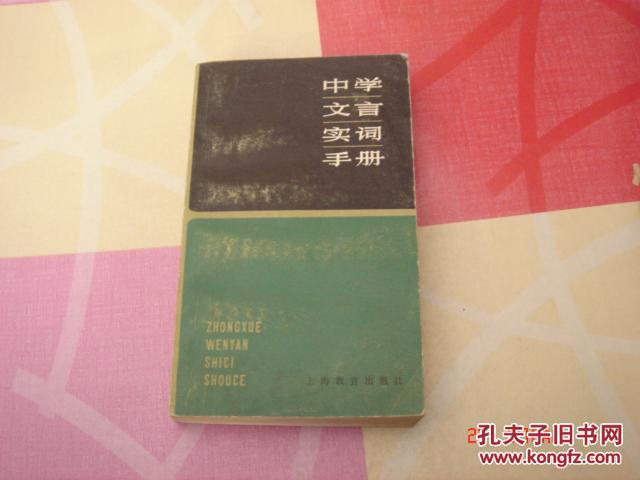 中学
文言
实词
手册
ZHONGXUE
WENYAN
SHICI
SHOUCE
上海教育出版社
孔夫子旧书网
www.kongfz.com